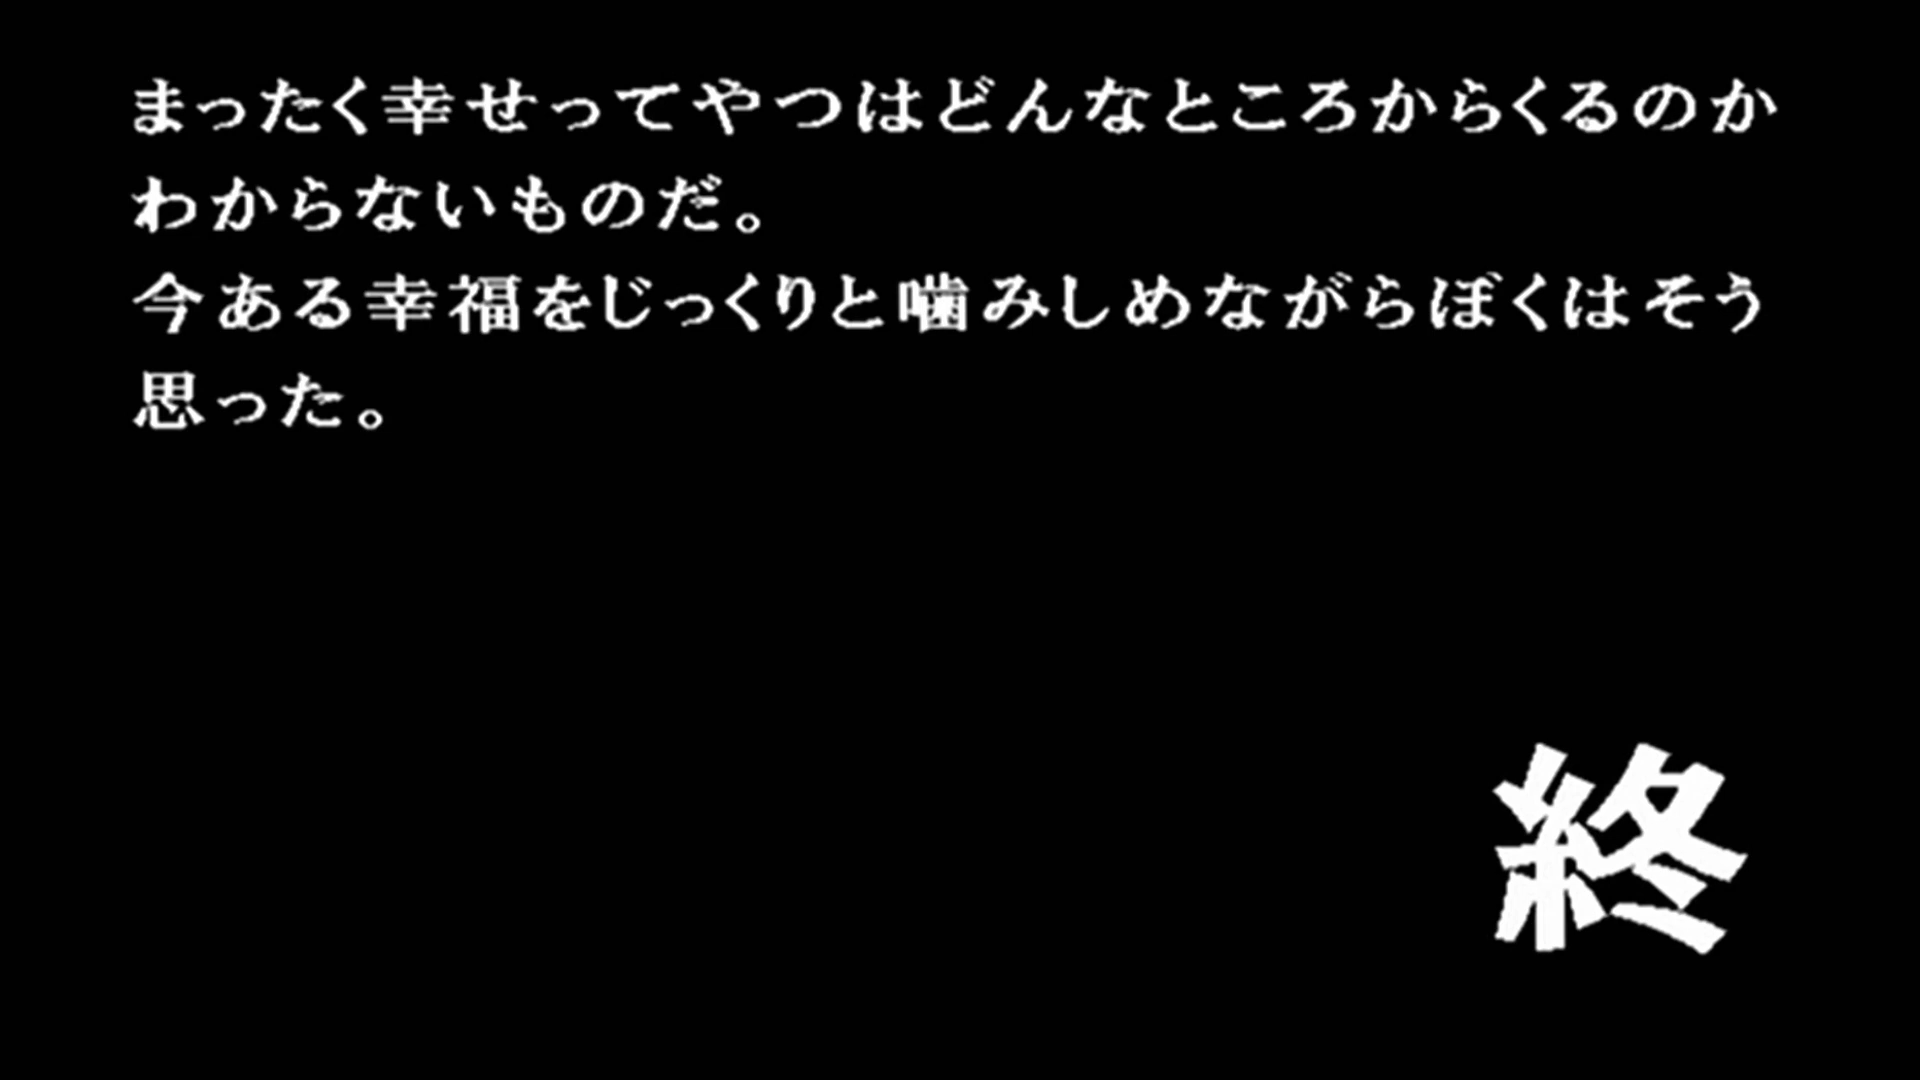 まったく幸せってやつはどんなところからくるのか
わからないものだ。
今ある幸福をじっくりと噛みしめながらぼくはそう
思った。
終